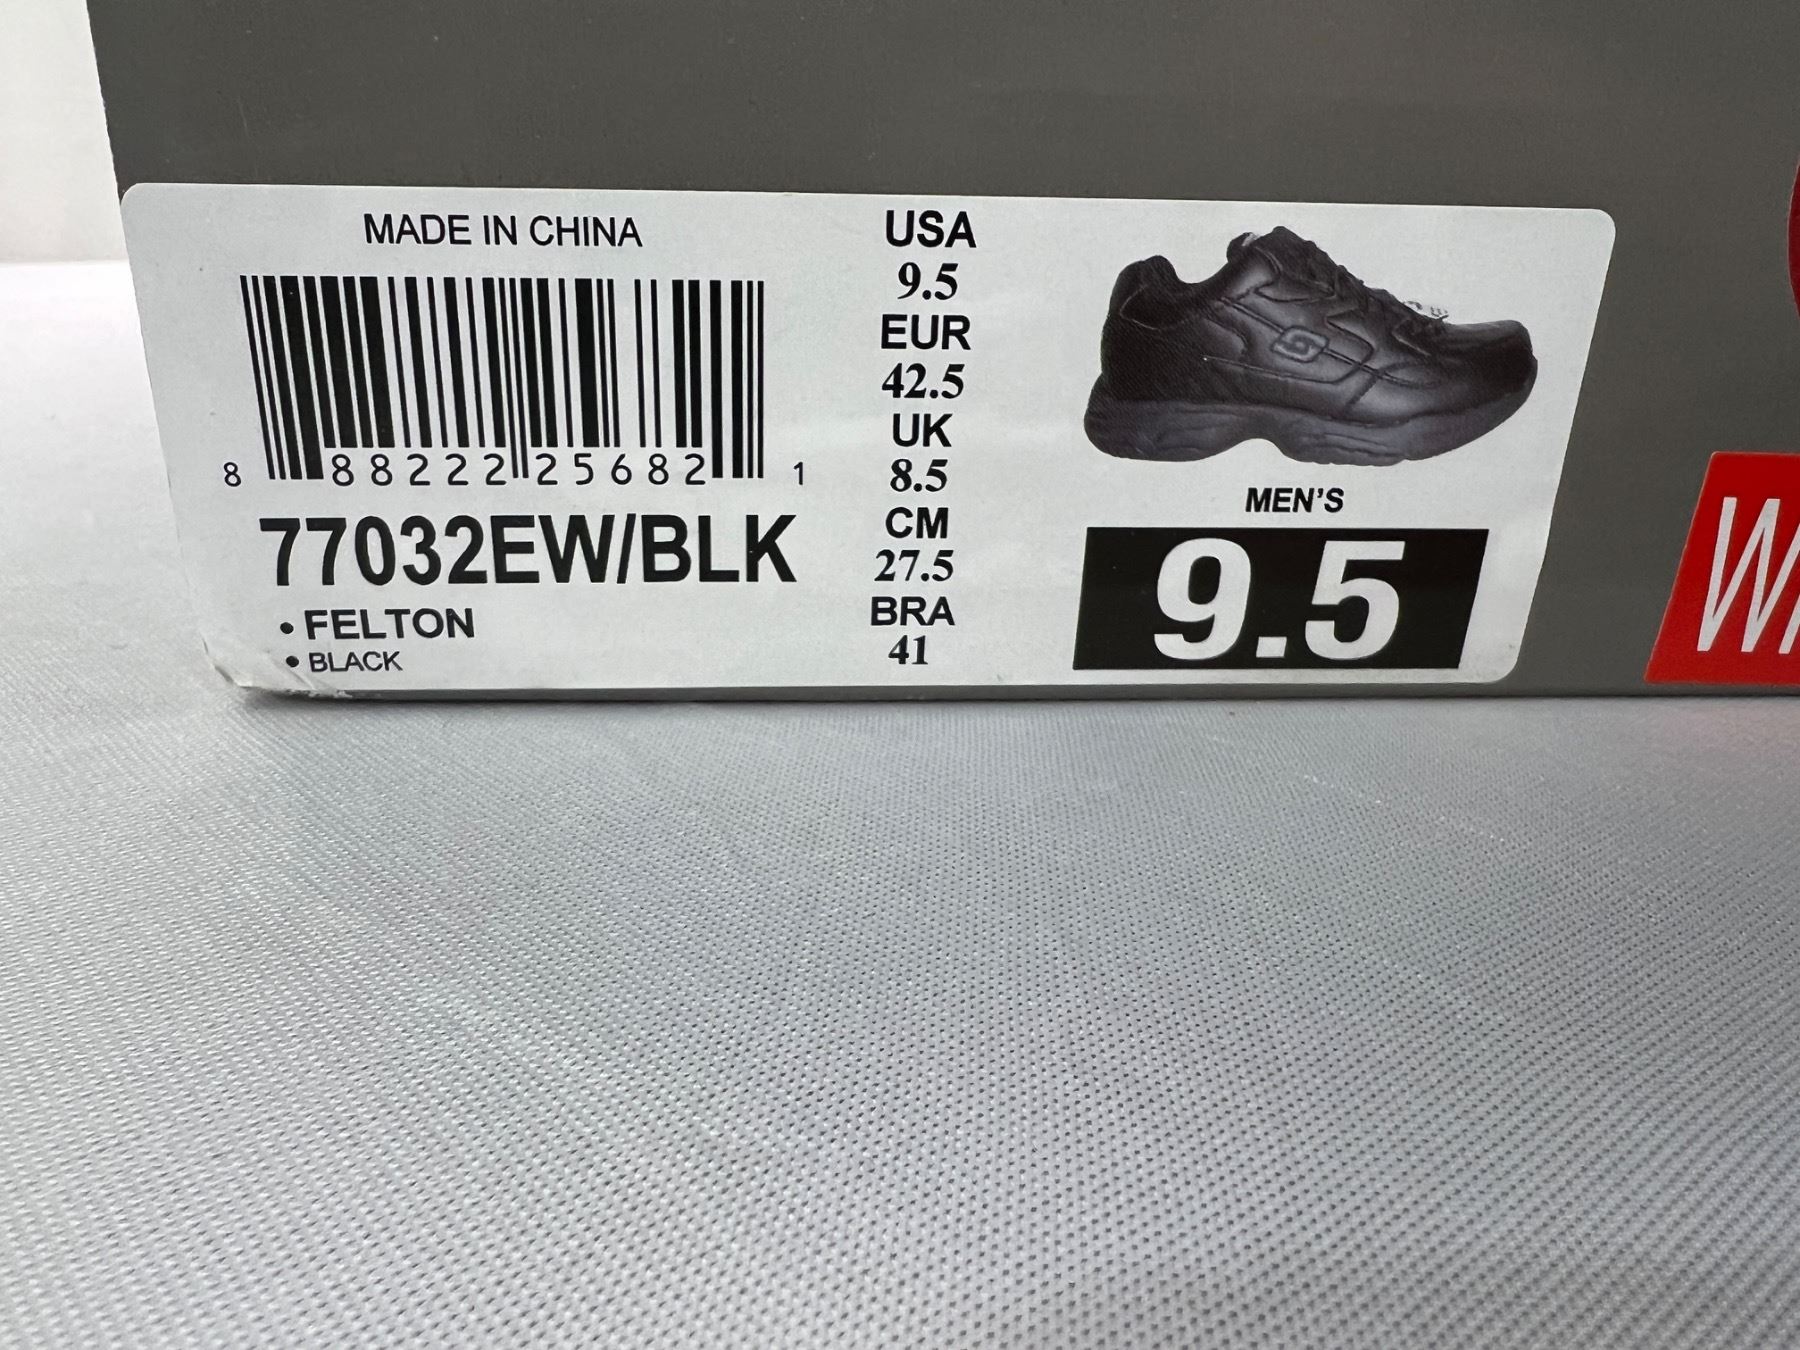 MADE IN CHINA
8 88222 25682 1
77032EW/BLK
• FELTON
• BLACK
USA
9.5
EUR
42.5
UK
8.5
CM
27.5
BRA
41
MEN'S
9.5